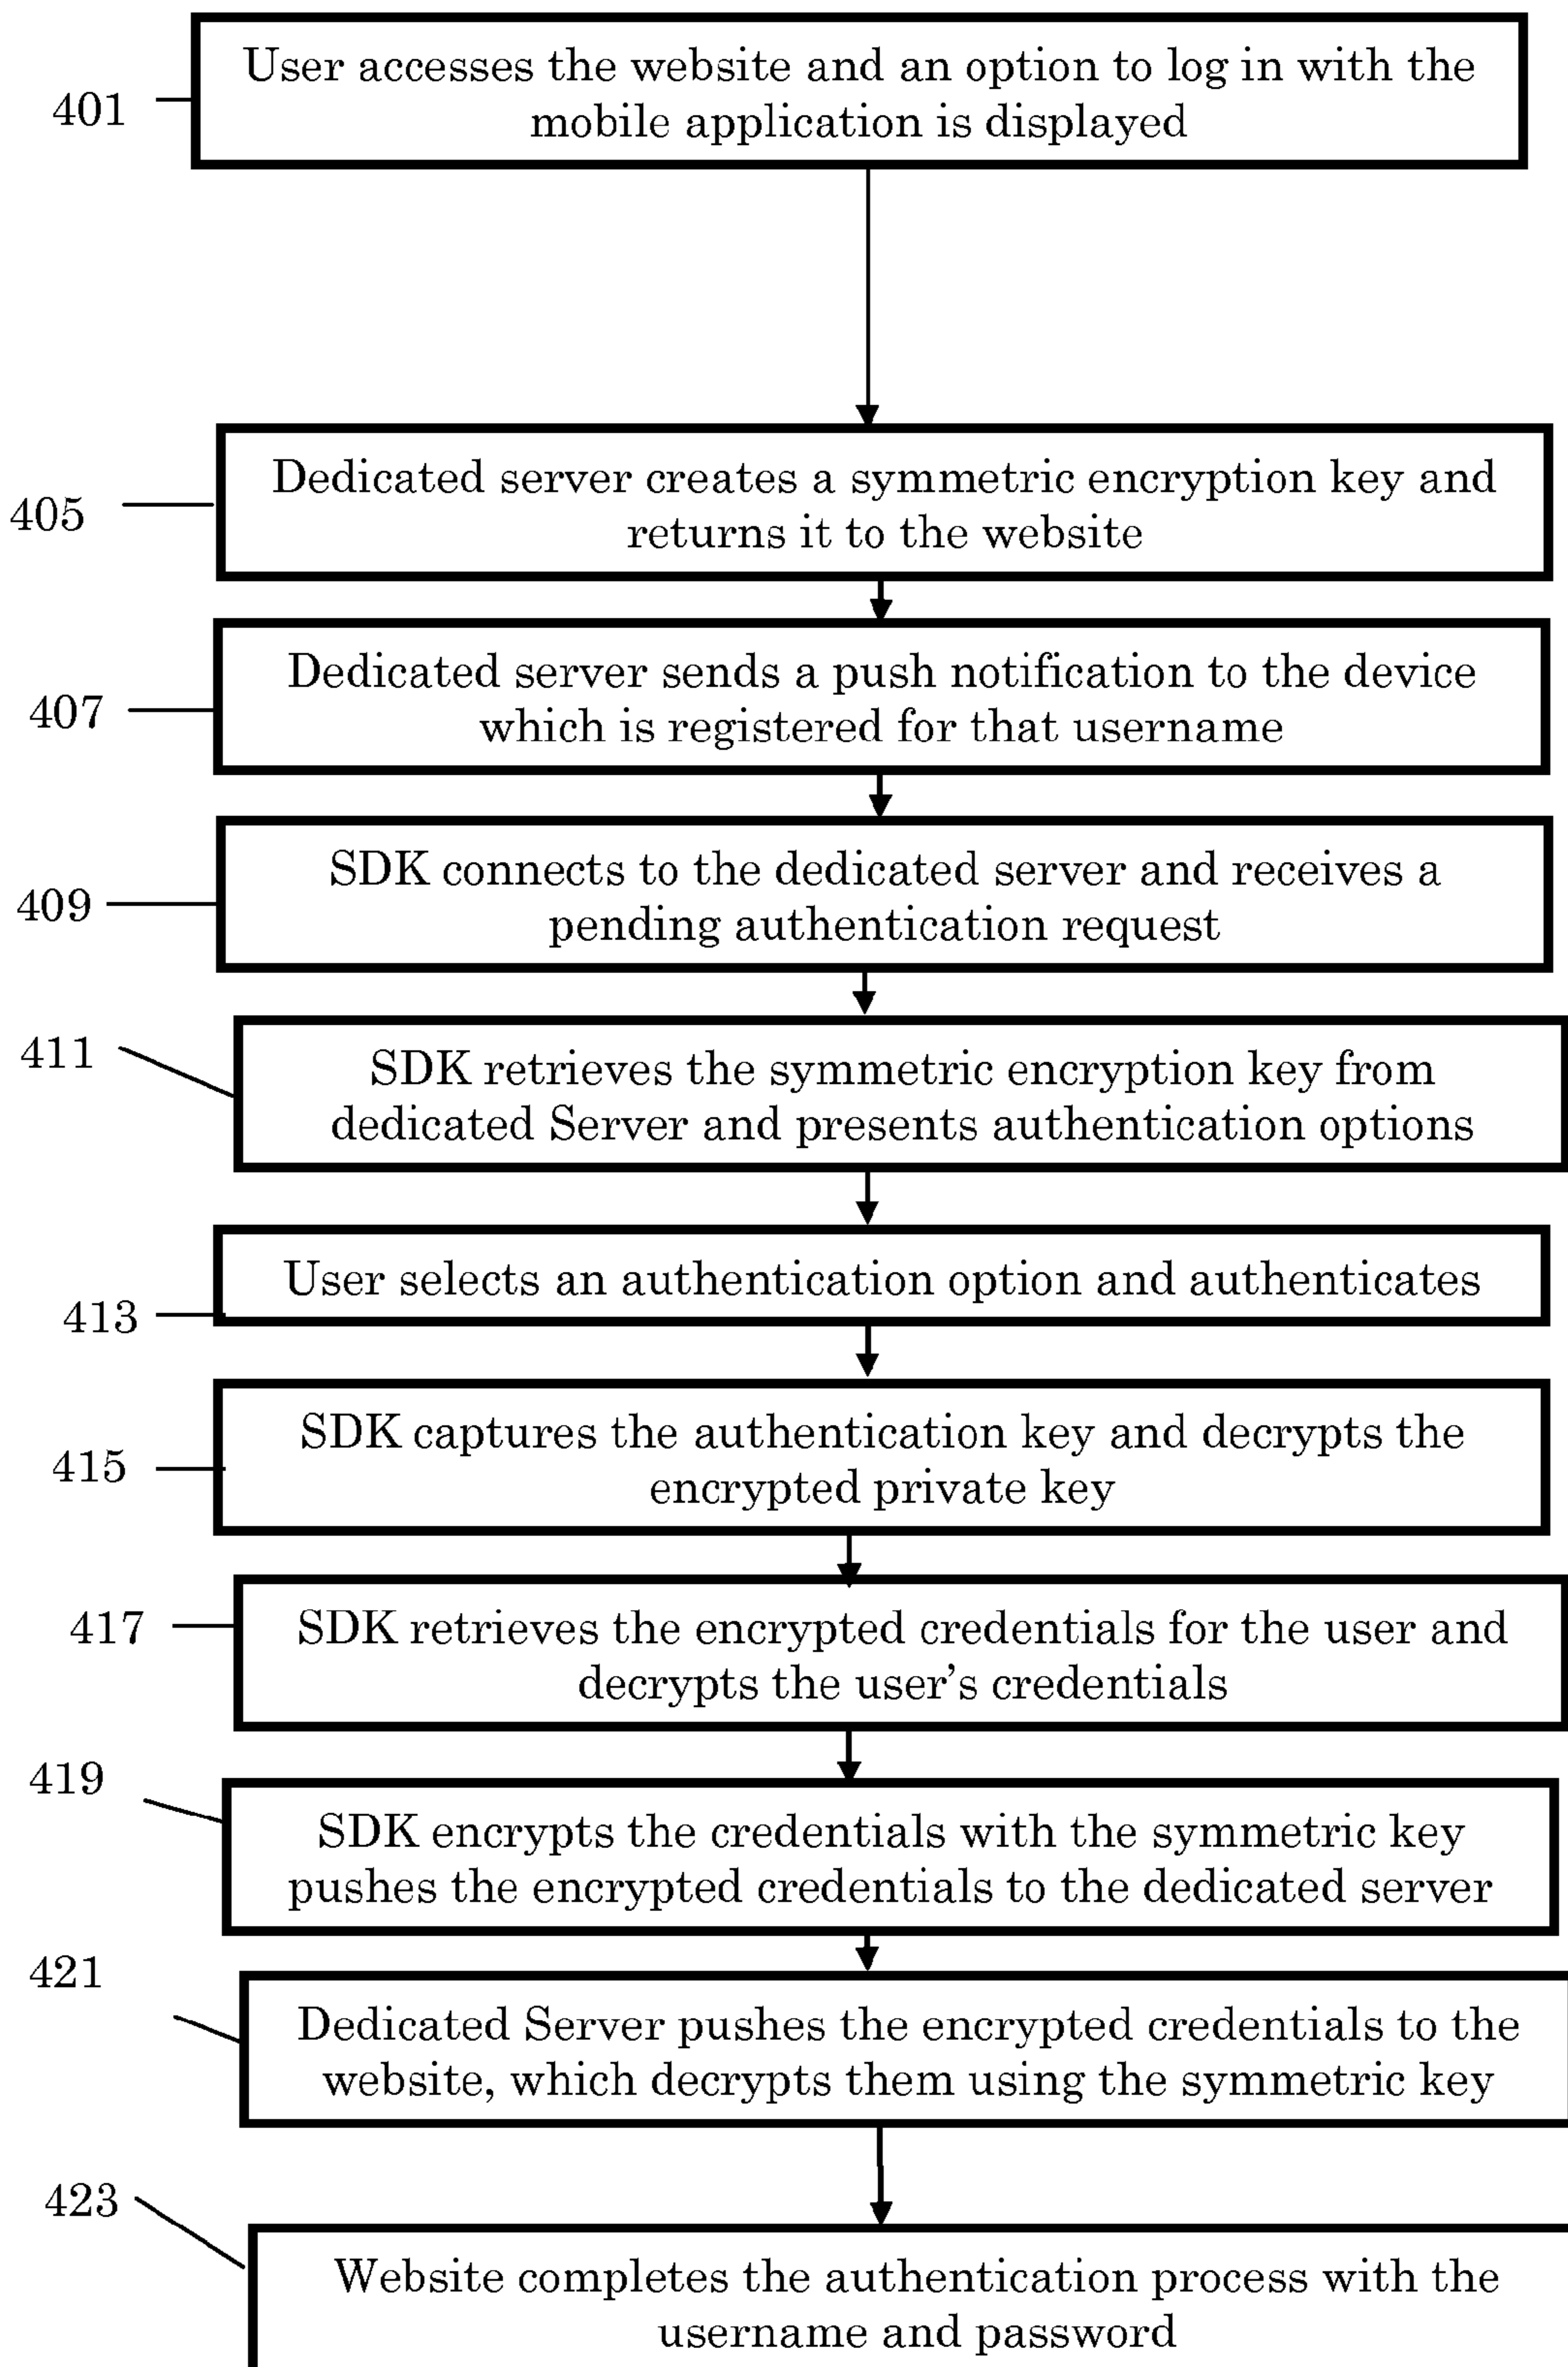 401
User accesses the website and an option to log in with the
mobile application is displayed
405
Dedicated server creates a symmetric encryption key and
returns it to the website
407
Dedicated server sends a push notification to the device
which is registered for that username
409
SDK connects to the dedicated server and receives a
pending authentication request
411
SDK retrieves the symmetric encryption key from
dedicated Server and presents authentication options
413
User selects an authentication option and authenticates
415
SDK captures the authentication key and decrypts the
encrypted private key
417
SDK retrieves the encrypted credentials for the user and
decrypts the user’s credentials
419
SDK encrypts the credentials with the symmetric key
pushes the encrypted credentials to the dedicated server
421
Dedicated Server pushes the encrypted credentials to the
website, which decrypts them using the symmetric key
423
Website completes the authentication process with the
username and password